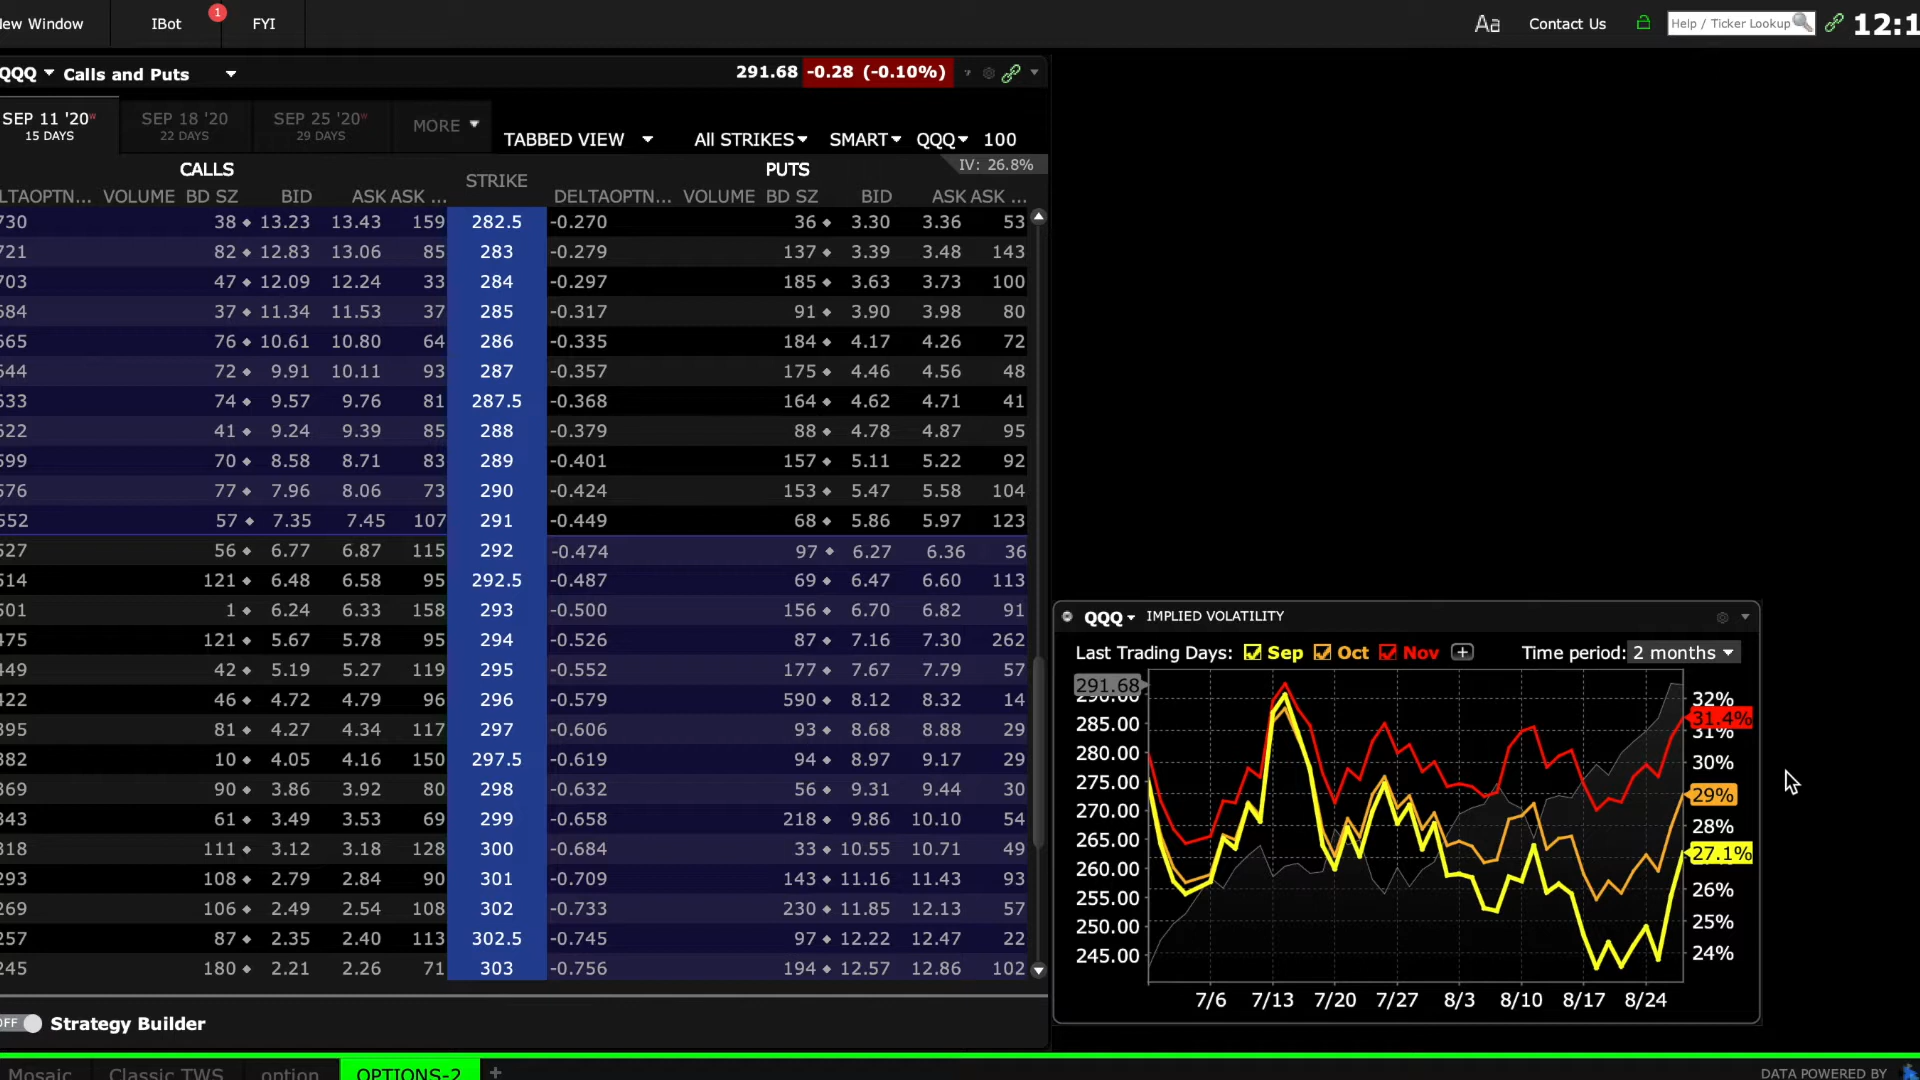 New Window IBot 1 FYI Aa Contact Us Help / Ticker Lookup 12:1
QQQ Calls and Puts 291.68 -0.28 (-0.10%)
SEP 11 '20w SEP 18 '20 SEP 25 '20w MORE TABBED VIEW All STRIKES SMART QQQ 100
15 DAYS 22 DAYS 29 DAYS
IV: 26.8%
CALLS STRIKE PUTS
LTAOPTN... VOLUME BD SZ BID ASK ASK ... DELTAOPTN... VOLUME BD SZ BID ASK ASK ...
730 38 13.23 13.43 159 282.5 -0.270 36 3.30 3.36 53
721 82 12.83 13.06 85 283 -0.279 137 3.39 3.48 143
703 47 12.09 12.24 33 284 -0.297 185 3.63 3.73 100
684 37 11.34 11.53 37 285 -0.317 91 3.90 3.98 80
665 76 10.61 10.80 64 286 -0.335 184 4.17 4.26 72
644 72 9.91 10.11 93 287 -0.357 175 4.46 4.56 48
633 74 9.57 9.76 81 287.5 -0.368 164 4.62 4.71 41
622 41 9.24 9.39 85 288 -0.379 88 4.78 4.87 95
599 70 8.58 8.71 83 289 -0.401 157 5.11 5.22 92
576 77 7.96 8.06 73 290 -0.424 153 5.47 5.58 104
552 57 7.35 7.45 107 291 -0.449 68 5.86 5.97 123
527 56 6.77 6.87 115 292 -0.474 97 6.27 6.36 36
514 121 6.48 6.58 95 292.5 -0.487 69 6.47 6.60 113
501 1 6.24 6.33 158 293 -0.500 156 6.70 6.82 91
475 121 5.67 5.78 95 294 -0.526 87 7.16 7.30 262
449 42 5.19 5.27 119 295 -0.552 177 7.67 7.79 57
422 46 4.72 4.79 96 296 -0.579 590 8.12 8.32 14
395 81 4.27 4.34 117 297 -0.606 93 8.68 8.88 29
382 10 4.05 4.16 150 297.5 -0.619 94 8.97 9.17 29
369 90 3.86 3.92 80 298 -0.632 56 9.31 9.44 30
343 61 3.49 3.53 69 299 -0.658 218 9.86 10.10 54
318 111 3.12 3.18 128 300 -0.684 33 10.55 10.71 49
293 108 2.79 2.84 90 301 -0.709 143 11.16 11.43 93
269 106 2.49 2.54 108 302 -0.733 230 11.85 12.13 57
257 87 2.35 2.40 113 302.5 -0.745 97 12.22 12.47 22
245 180 2.21 2.26 71 303 -0.756 194 12.57 12.86 102
OFF Strategy Builder
QQQ IMPLIED VOLATILITY
Last Trading Days: Sep Oct Nov + Time period: 2 months
291.68
290.00 32%
285.00 31.4%
31%
280.00 30%
275.00 29%
270.00 28%
265.00 27.1%
260.00 26%
255.00 25%
250.00 24%
245.00
7/6 7/13 7/20 7/27 8/3 8/10 8/17 8/24
Mosaic Classic TWS option OPTIONS-2 + DATA POWERED BY